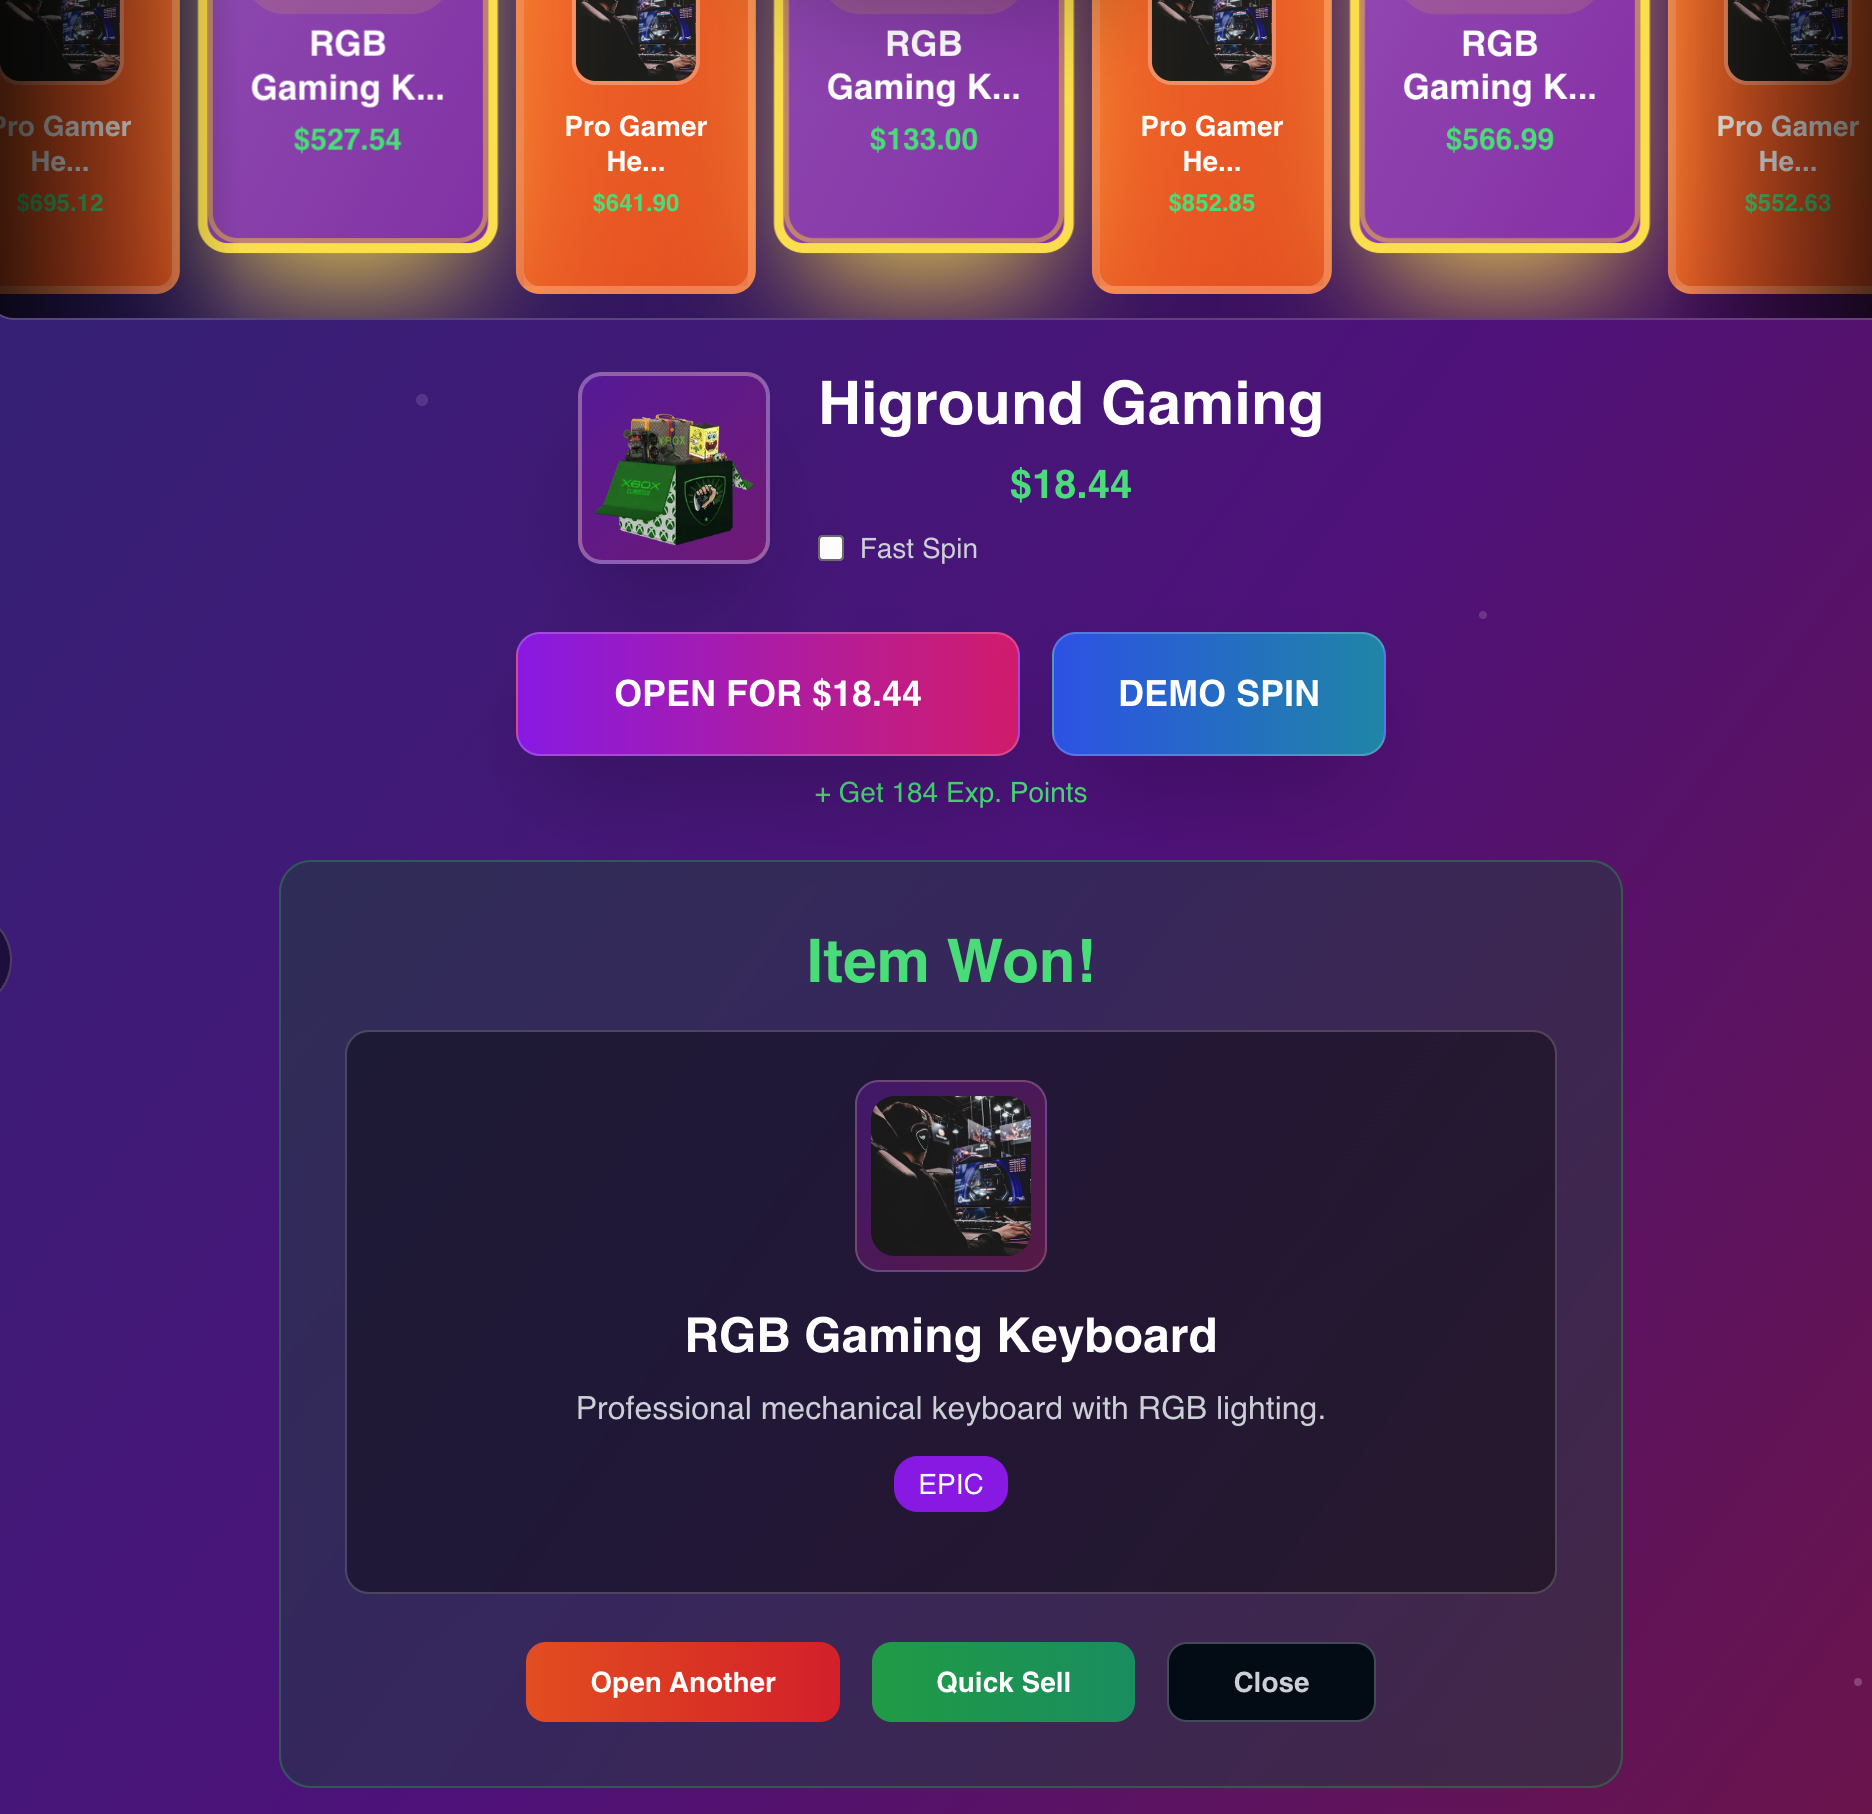 RGB
Gaming K...
$527.54
RGB
Gaming K...
$133.00
RGB
Gaming K...
$566.99
Pro Gamer
He...
$695.12
Pro Gamer
He...
$641.90
Pro Gamer
He...
$852.85
Pro Gamer
He...
$552.63
XBOX
XBOX
Higround Gaming
$18.44
Fast Spin
OPEN FOR $18.44
DEMO SPIN
+ Get 184 Exp. Points
Item Won!
RGB Gaming Keyboard
Professional mechanical keyboard with RGB lighting.
EPIC
Open Another
Quick Sell
Close